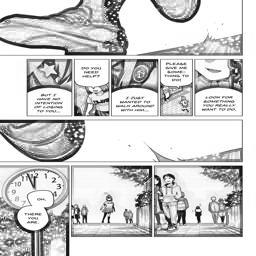 BUT I
HAVE NO
INTENTION
OF LOSING
TO YOU...
DO YOU
NEED
HELP?
I JUST
WANTED TO
WALK AROUND
WITH HIM...
PLEASE
GIVE ME
SOME-
THING TO
DO!
LOOK FOR
SOMETHING
YOU REALLY
WANT TO DO.
OH,
THERE
YOU
ARE.